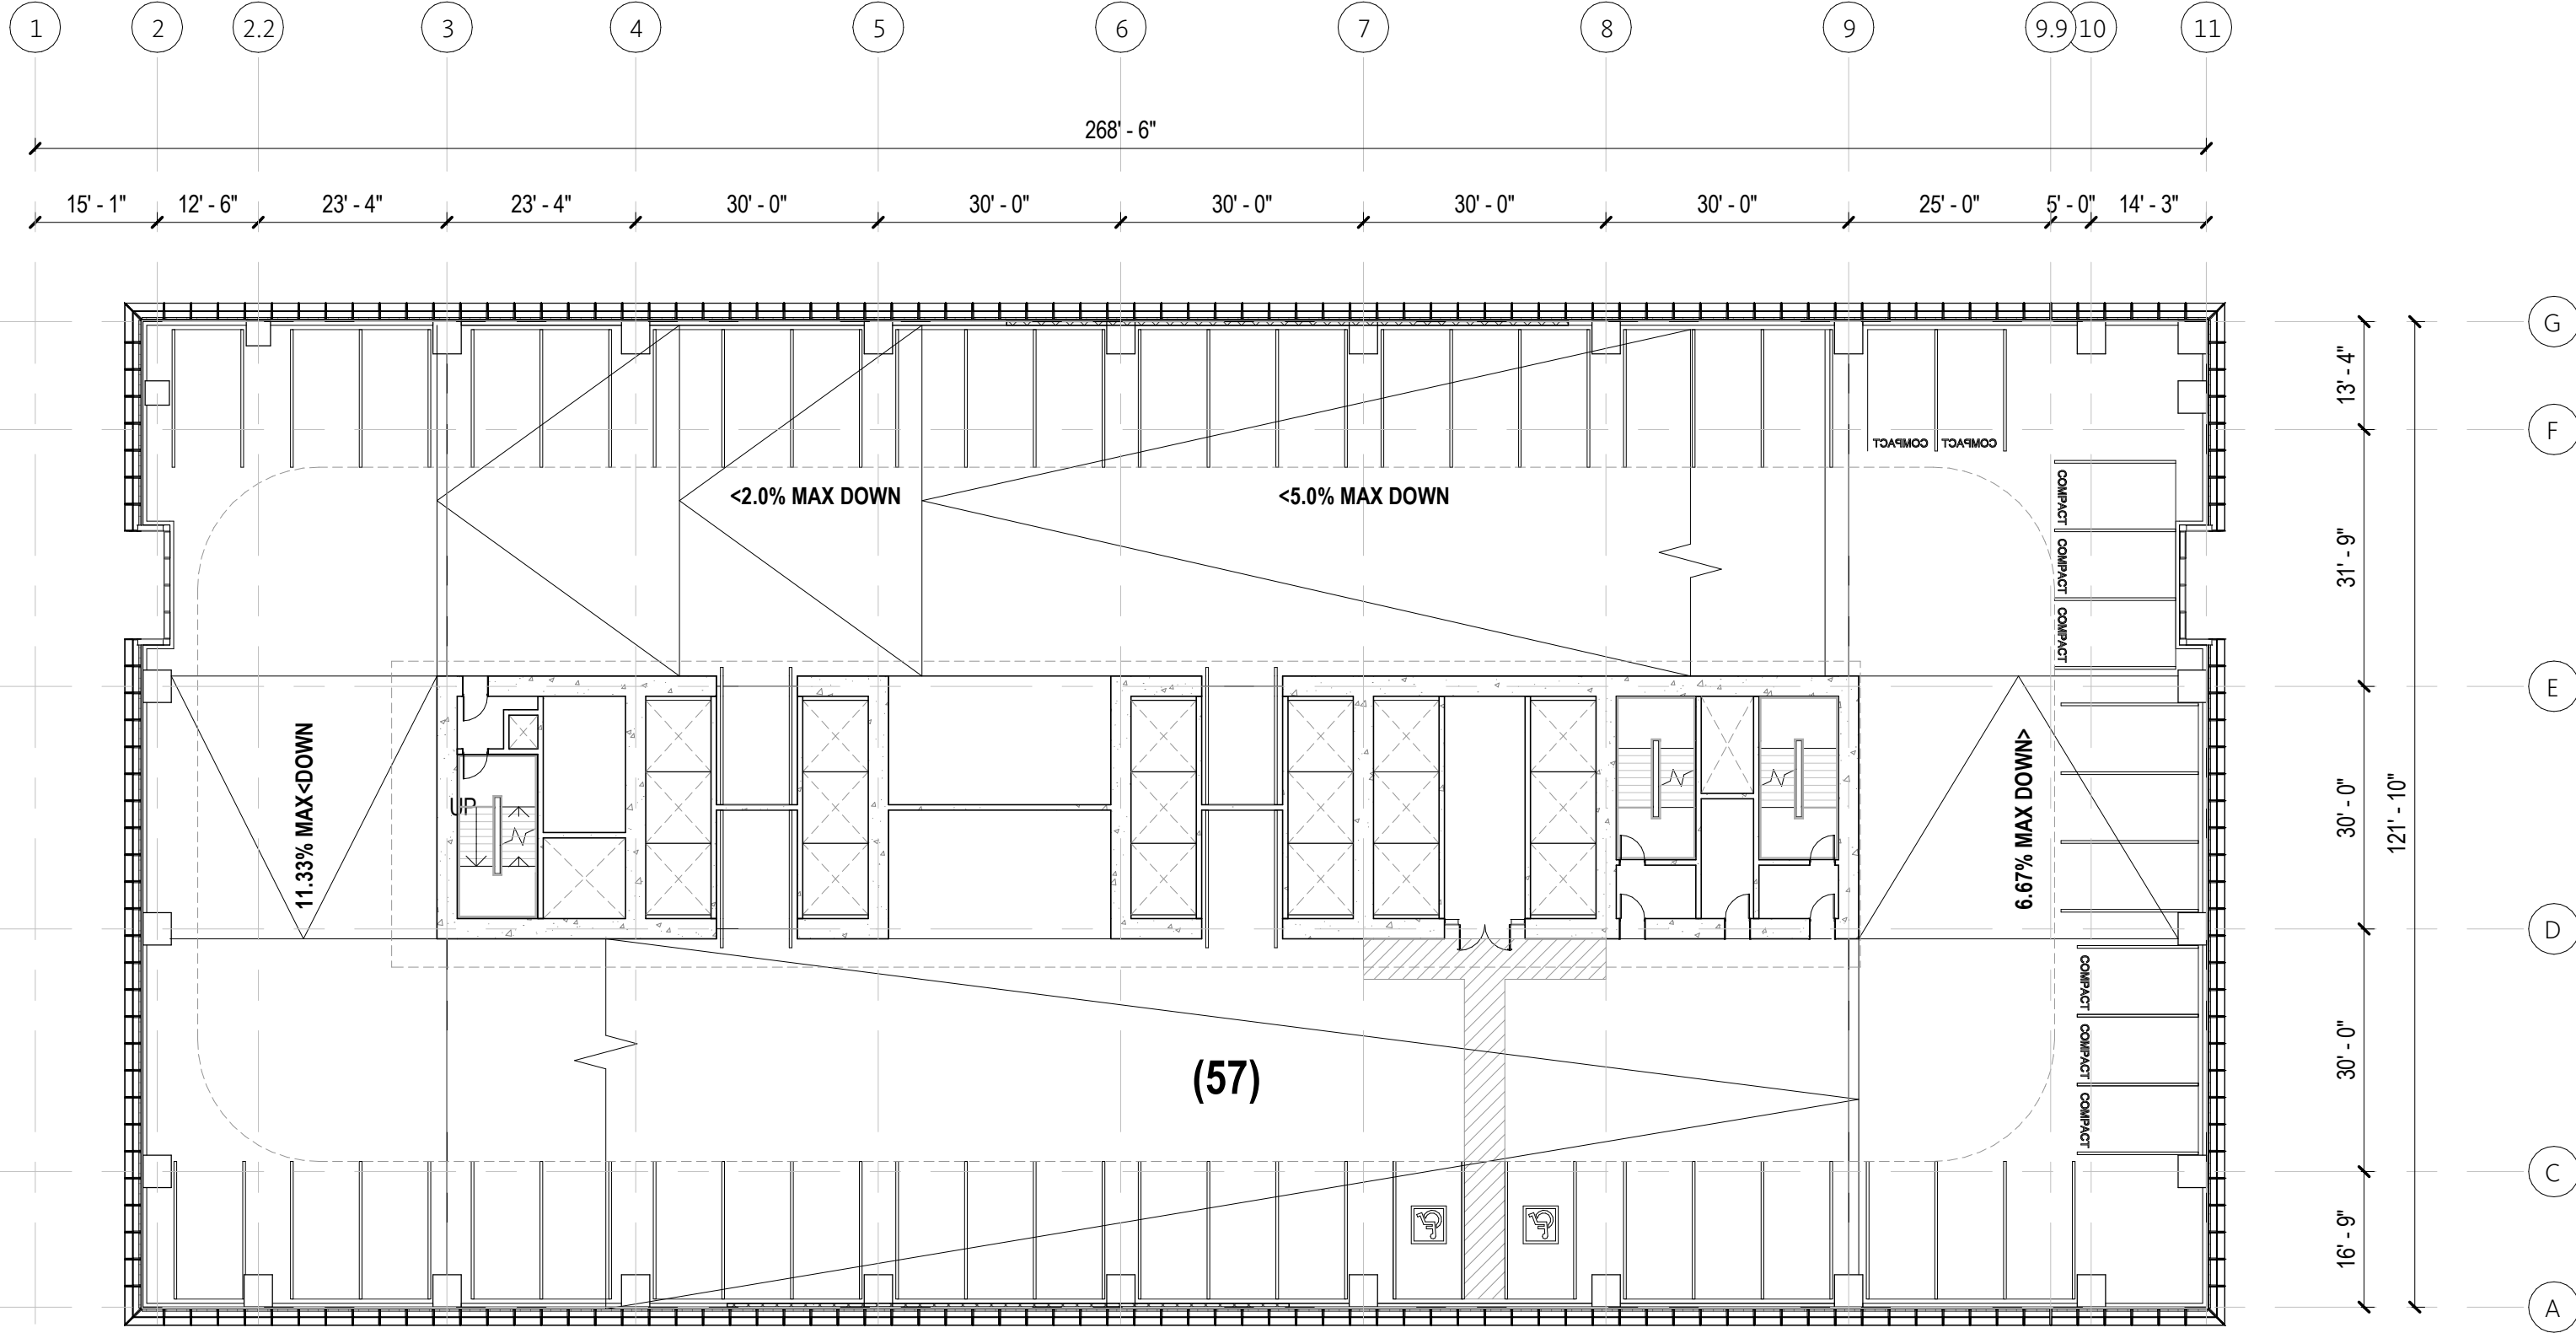 1 2 2.2 3 4 5 6 7 8 9 9.9 10 11
268' - 6"
15' - 1" 12' - 6" 23' - 4" 23' - 4" 30' - 0" 30' - 0" 30' - 0" 30' - 0" 30' - 0" 25' - 0" 5' - 0" 14' - 3"
G
13' - 4"
F
COMPACT COMPACT
<2.0% MAX DOWN
<5.0% MAX DOWN
COMPACT
COMPACT
COMPACT
31' - 9"
E
11.33% MAX<DOWN
UP
6.67% MAX DOWN>
30' - 0"
121' - 10"
D
COMPACT
COMPACT
COMPACT
(57)
30' - 0"
C
16' - 9"
A